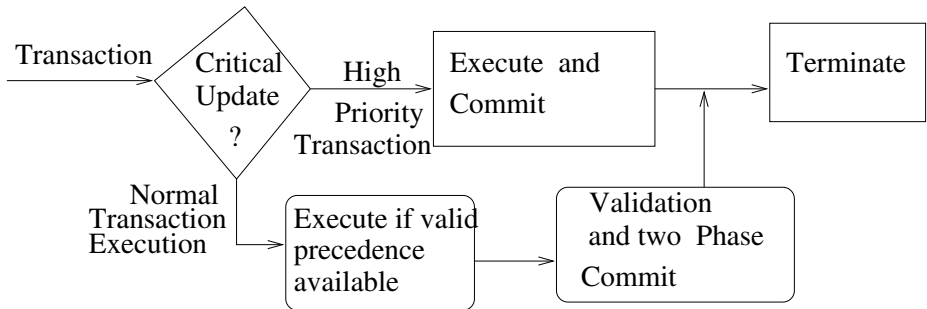 Transaction
Critical
Update
?
High
Priority
Transaction
Execute and
Commit
Terminate
Normal
Transaction
Execution
Execute if valid
precedence
available
Validation
and two Phase
Commit